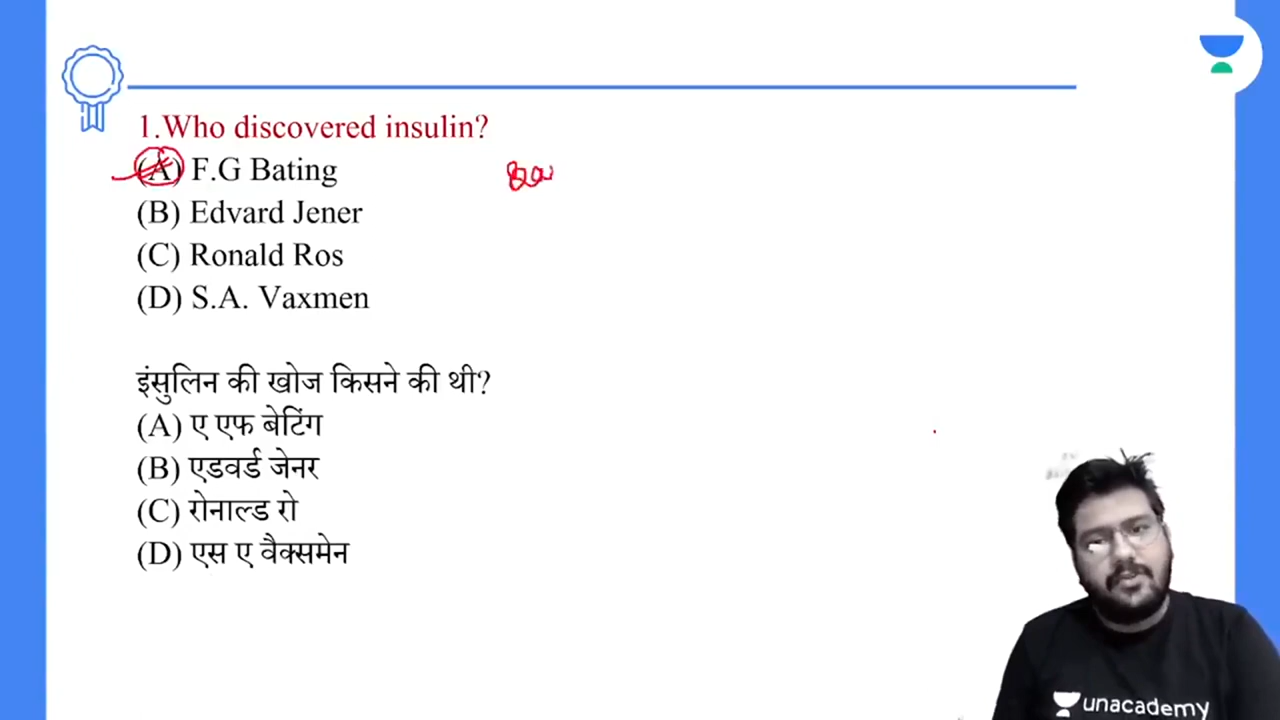 1.Who discovered insulin?
(A) F.G Bating
(B) Edvard Jener
(C) Ronald Ros
(D) S.A. Vaxmen
इंसुलिन की खोज किसने की थी?
(A) ए एफ बेटिंग
(B) एडवर्ड जेनर
(C) रोनाल्ड रो
(D) एस ए वैक्समेन
unacademy